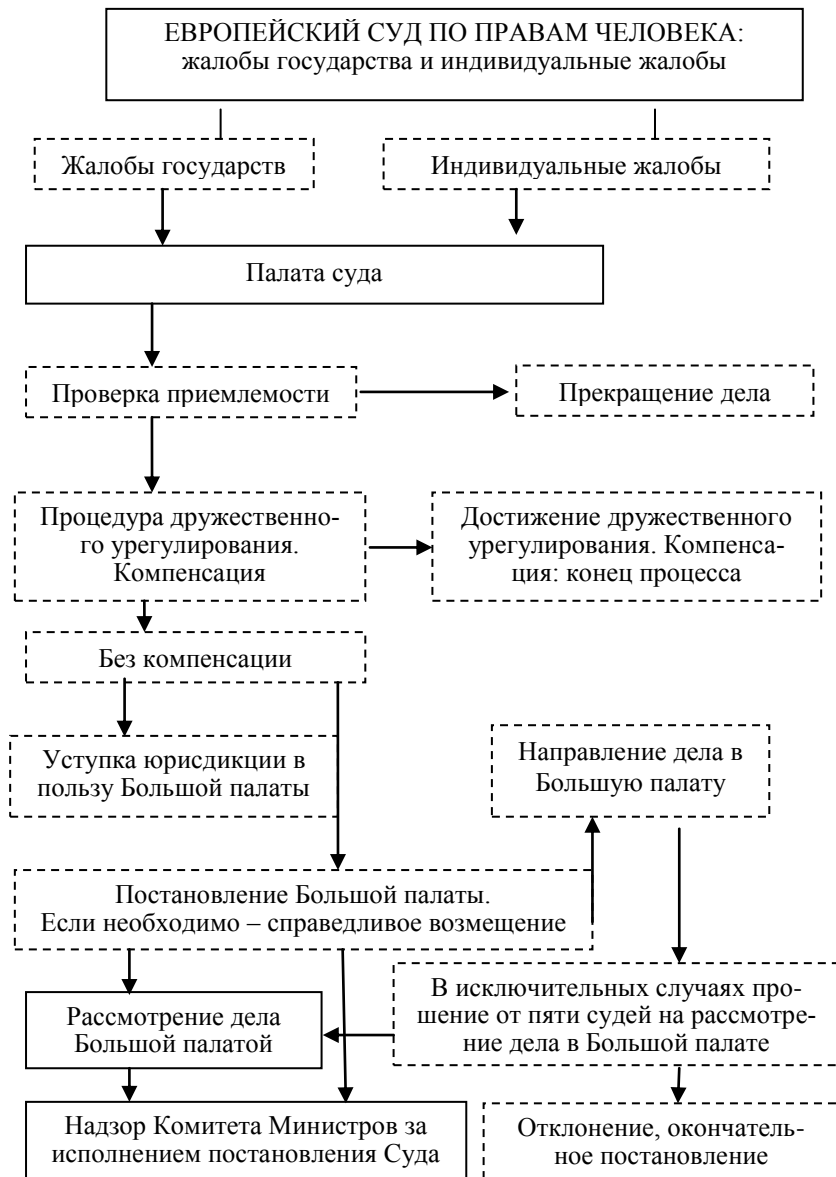 ЕВРОПЕЙСКИЙ СУД ПО ПРАВАМ ЧЕЛОВЕКА:
жалобы государства и индивидуальные жалобы
Жалобы государств
Индивидуальные жалобы
Палата суда
Проверка приемлемости
Прекращение дела
Процедура дружественно-
го урегулирования.
Компенсация
Достижение дружественного
урегулирования. Компенса-
ция: конец процесса
Без компенсации
Уступка юрисдикции в
пользу Большой палаты
Направление дела в
Большую палату
Постановление Большой палаты.
Если необходимо – справедливое возмещение
Рассмотрение дела
Большой палатой
В исключительных случаях про-
шение от пяти судей на рассмотре-
ние дела в Большой палате
Надзор Комитета Министров за
исполнением постановления Суда
Отклонение, окончатель-
ное постановление